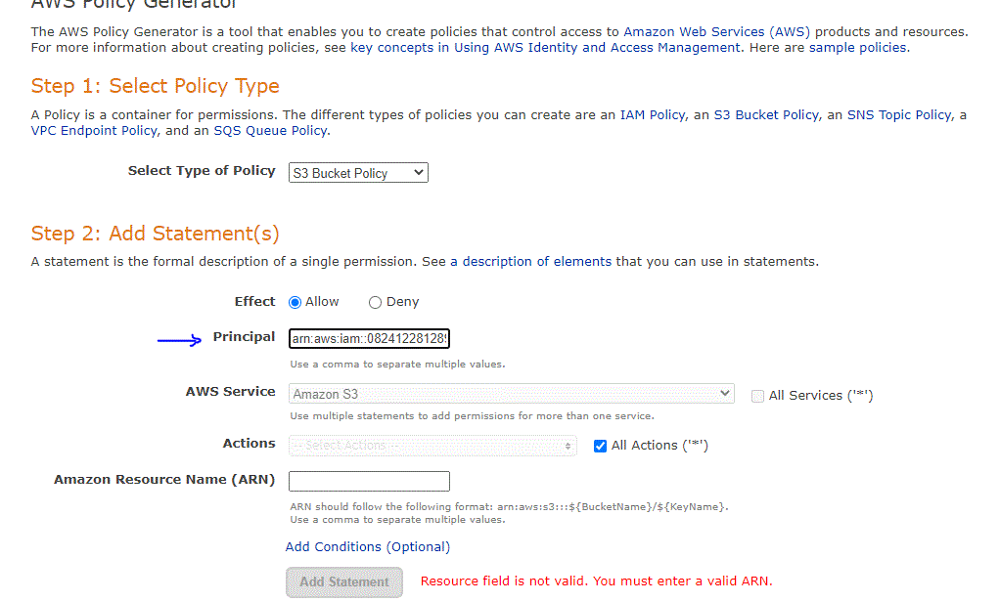 AWS Policy Generator
The AWS Policy Generator is a tool that enables you to create policies that control access to Amazon Web Services (AWS) products and resources.
For more information about creating policies, see key concepts in Using AWS Identity and Access Management. Here are sample policies.
Step 1: Select Policy Type
A Policy is a container for permissions. The different types of policies you can create are an IAM Policy, an S3 Bucket Policy, an SNS Topic Policy, a
VPC Endpoint Policy, and an SQS Queue Policy.
Select Type of Policy S3 Bucket Policy
Step 2: Add Statement(s)
A statement is the formal description of a single permission. See a description of elements that you can use in statements.
Effect Allow Deny
Principal arn:aws:iam::082412281289
Use a comma to separate multiple values.
AWS Service Amazon S3 All Services ('*')
Use multiple statements to add permissions for more than one service.
Actions -- Select Actions -- All Actions ('*')
Amazon Resource Name (ARN)
ARN should follow the following format: arn:aws:s3:::${BucketName}/${KeyName}.
Use a comma to separate multiple values.
Add Conditions (Optional)
Add Statement Resource field is not valid. You must enter a valid ARN.